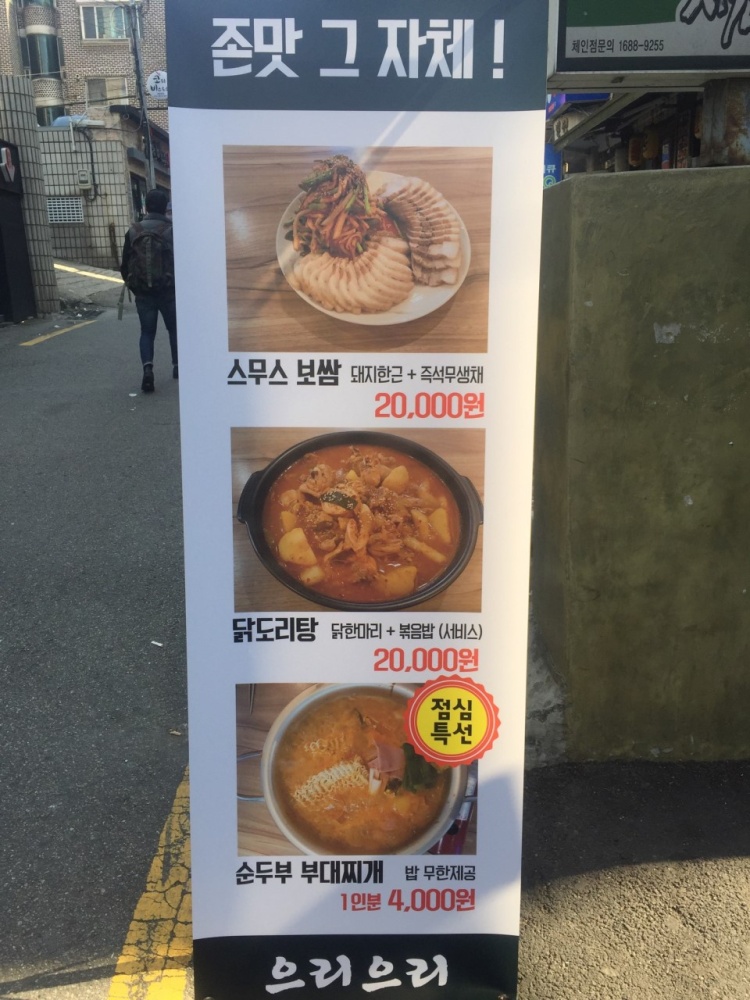 존맛 그 자체 !
체인점문의 1688-9255
스무스 보쌈 돼지한근 + 즉석무생채
20,000원
닭도리탕 닭한마리 + 볶음밥 (서비스)
20,000원
점심
특선
순두부 부대찌개 밥 무한제공
1인분 4,000원
으리으리